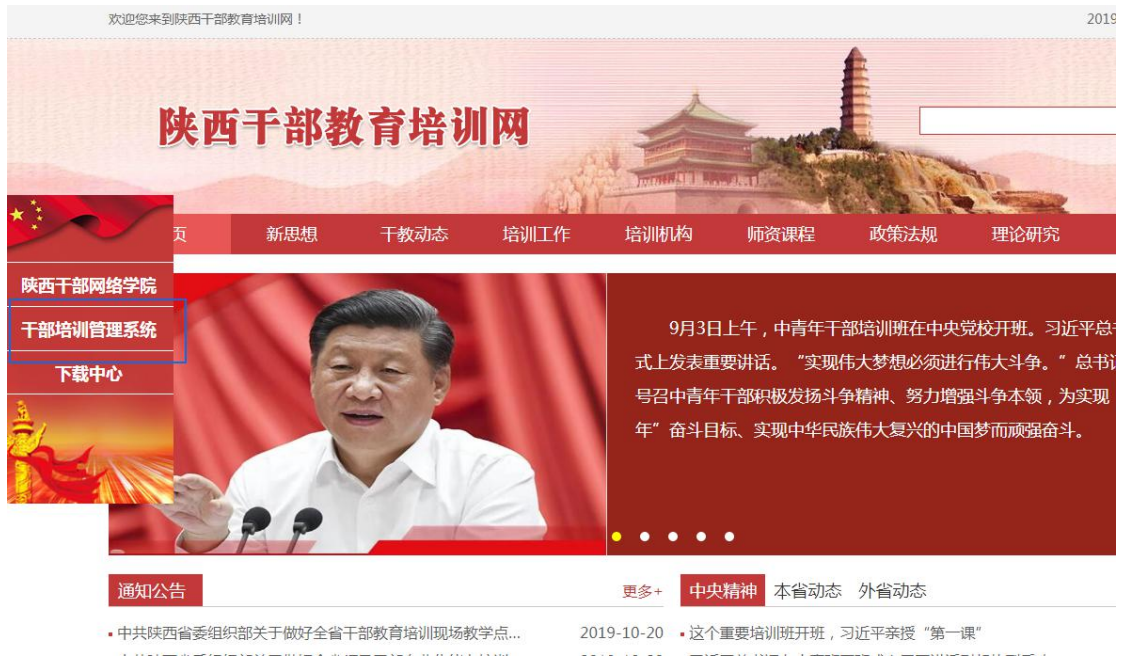 欢迎您来到陕西干部教育培训网！
2019
陕西干部教育培训网
页
新思想
干教动态
培训工作
培训机构
师资课程
政策法规
理论研究
陕西干部网络学院
干部培训管理系统
下载中心
9月3日上午，中青年干部培训班在中央党校开班。习近平总
式上发表重要讲话。“实现伟大梦想必须进行伟大斗争。”总书
号召中青年干部积极发扬斗争精神、努力增强斗争本领，为实现
年”奋斗目标、实现中华民族伟大复兴的中国梦而顽强奋斗。
通知公告
更多+
中央精神 本省动态 外省动态
中共陕西省委组织部关于做好全省干部教育培训现场教学点... 2019-10-20
这个重要培训班开班，习近平亲授“第一课”